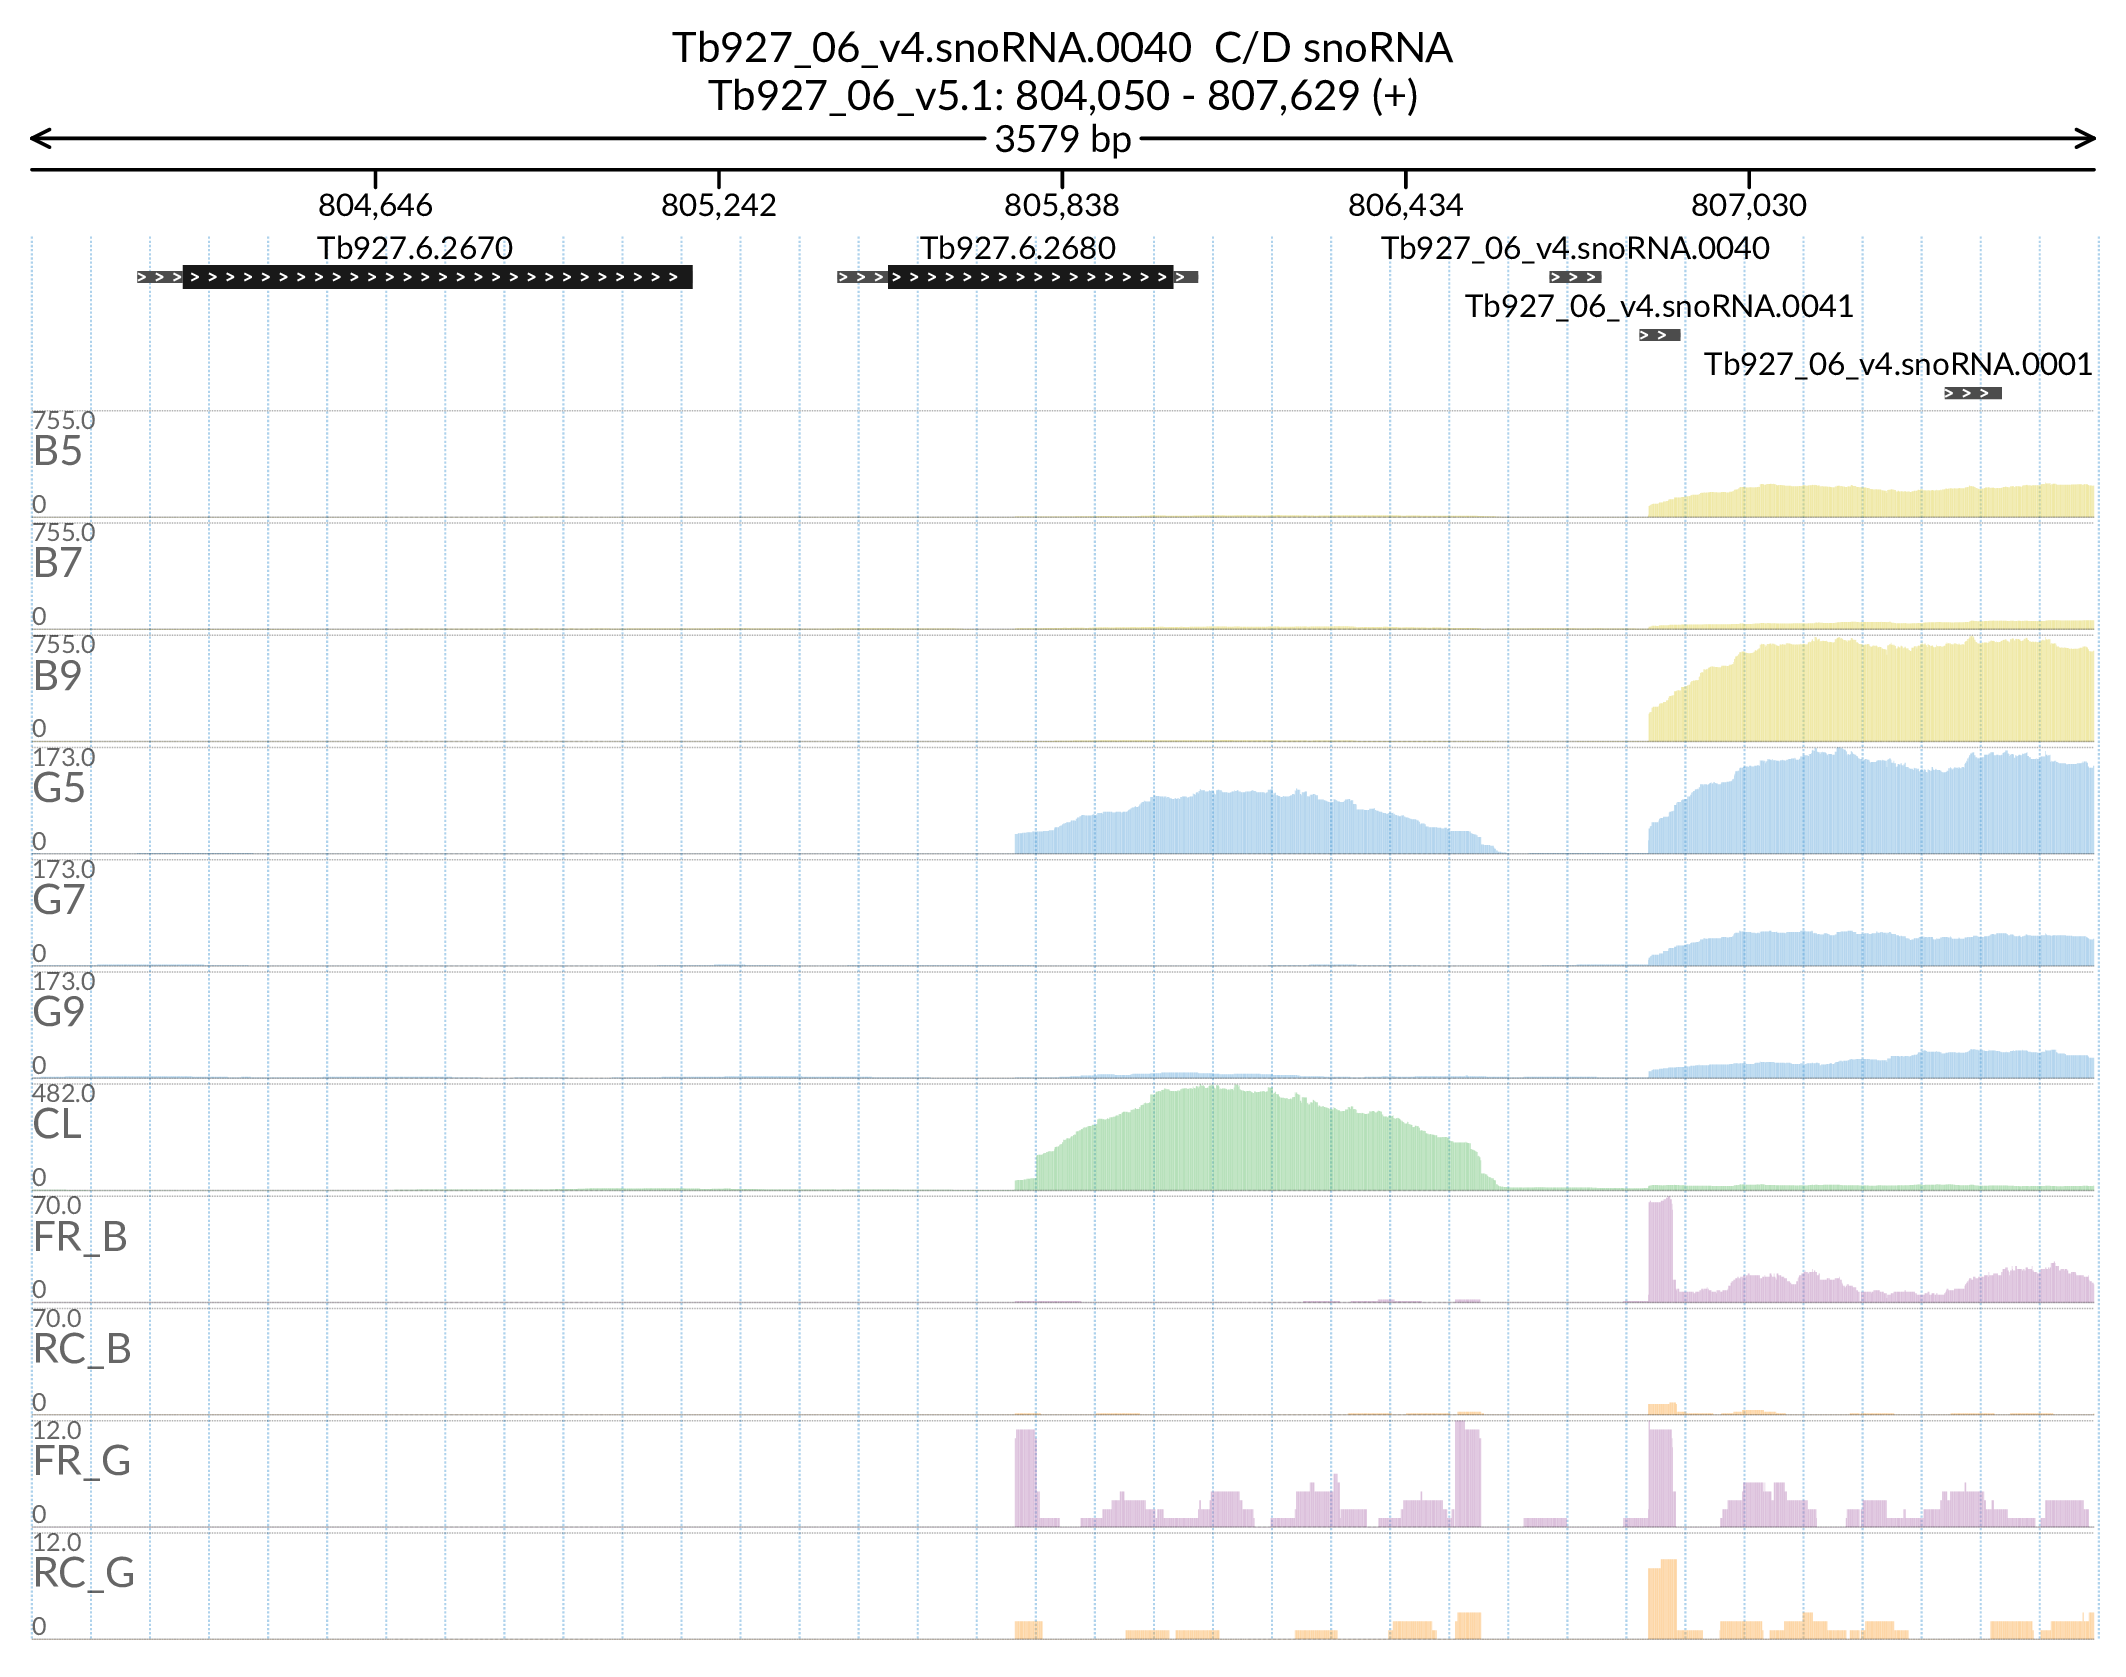 Tb927_06_v4.snoRNA.0040 C/D snoRNA
Tb927_06_v5.1: 804,050 - 807,629 (+)
3579 bp
804,646 805,242 805,838 806,434 807,030
Tb927.6.2670 Tb927.6.2680 Tb927_06_v4.snoRNA.0040
Tb927_06_v4.snoRNA.0041
Tb927_06_v4.snoRNA.0001
755.0
B5
0
755.0
B7
0
755.0
B9
0
173.0
G5
0
173.0
G7
0
173.0
G9
0
482.0
CL
0
70.0
FR_B
0
70.0
RC_B
0
12.0
FR_G
0
12.0
RC_G
0